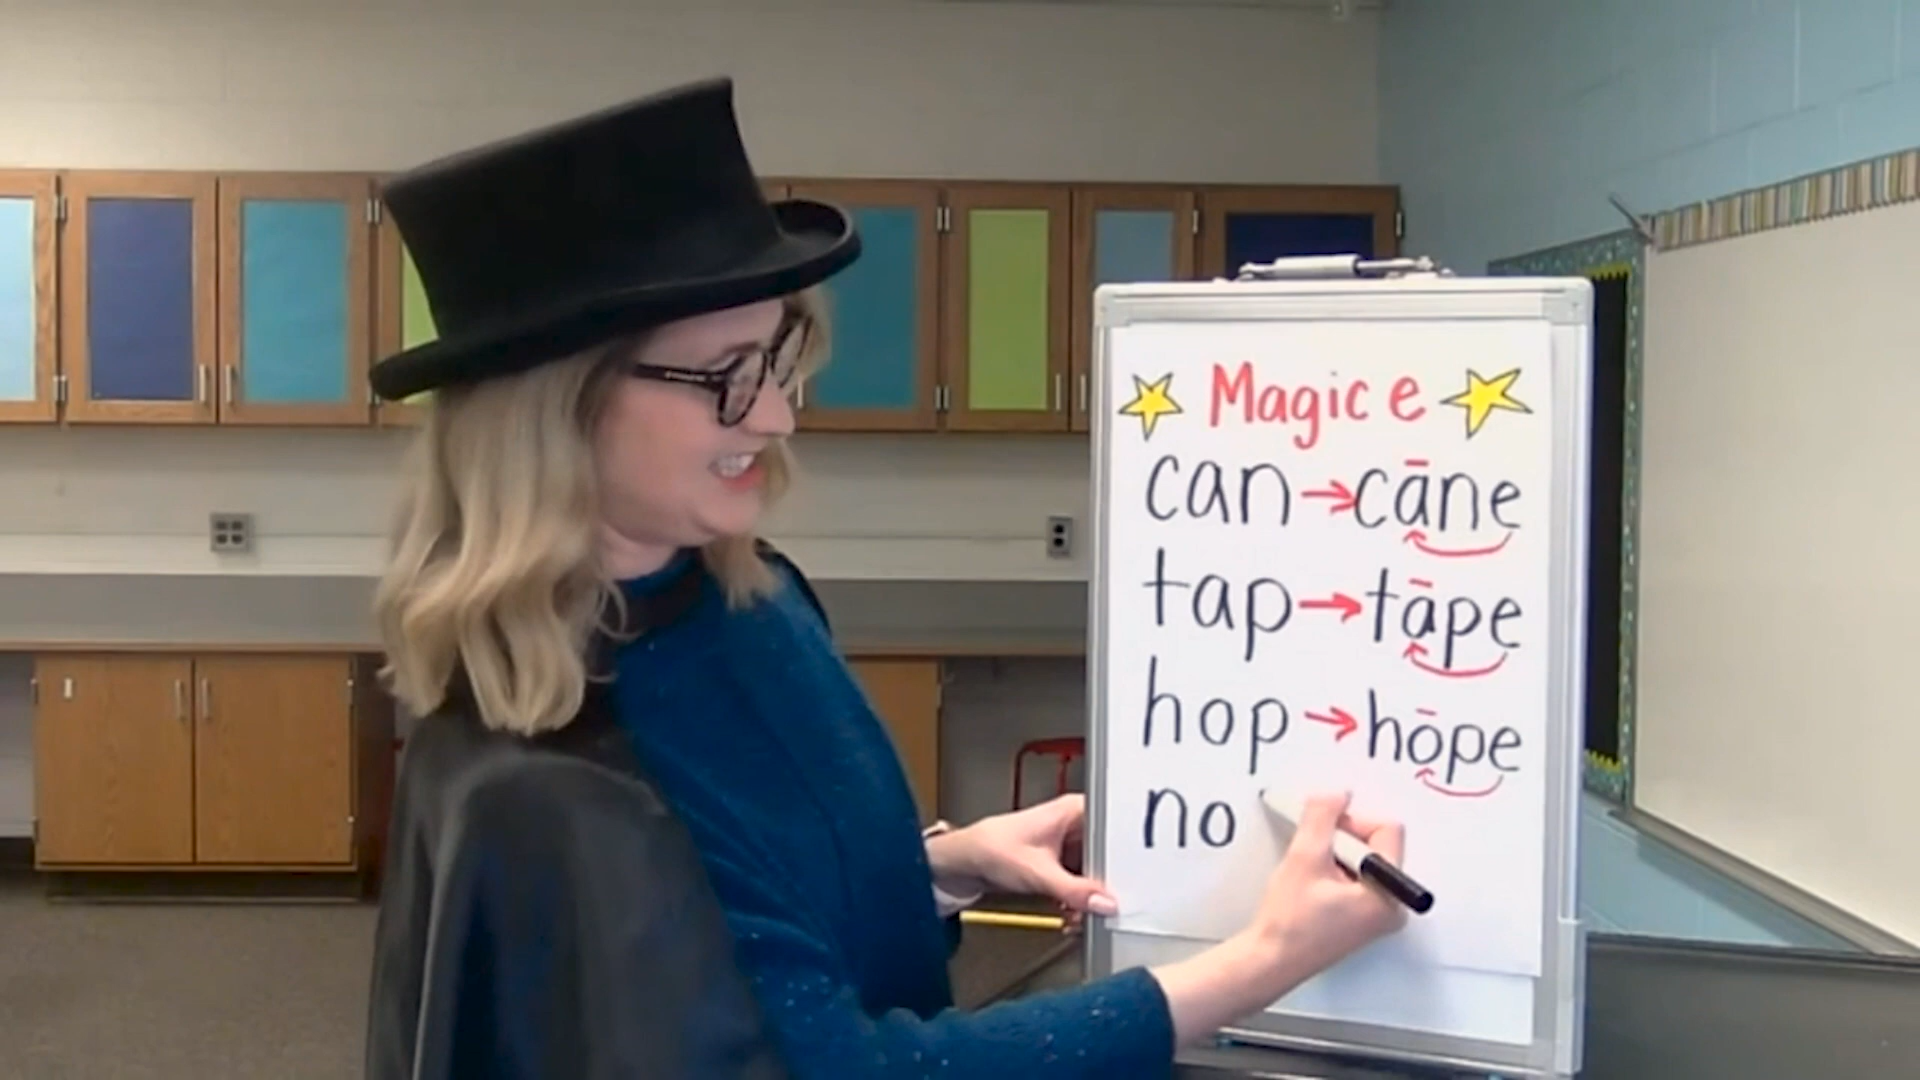 Magic e
can → cāne
tap → tāpe
hop → hōpe
no